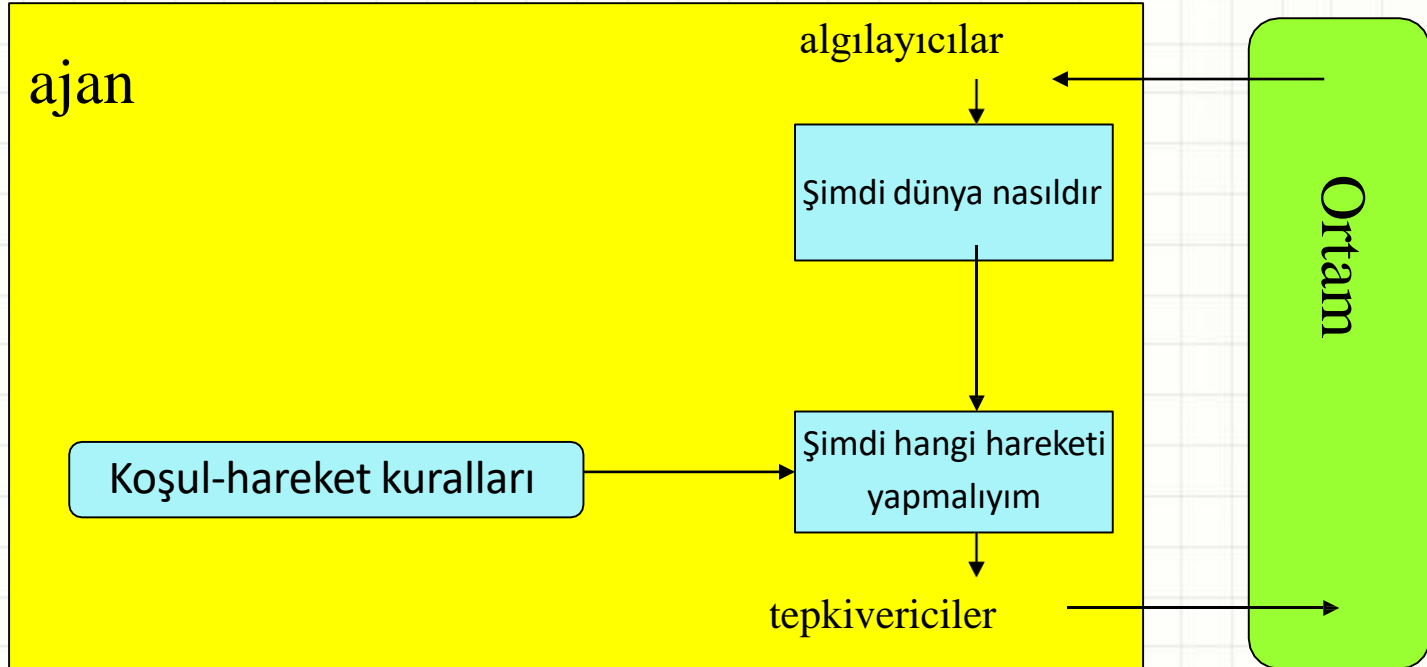 algılayıcılar
ajan
Şimdi dünya nasıldır
Ortam
Şimdi hangi hareketi
yapmalıyım
Koşul-hareket kuralları
tepkivericiler